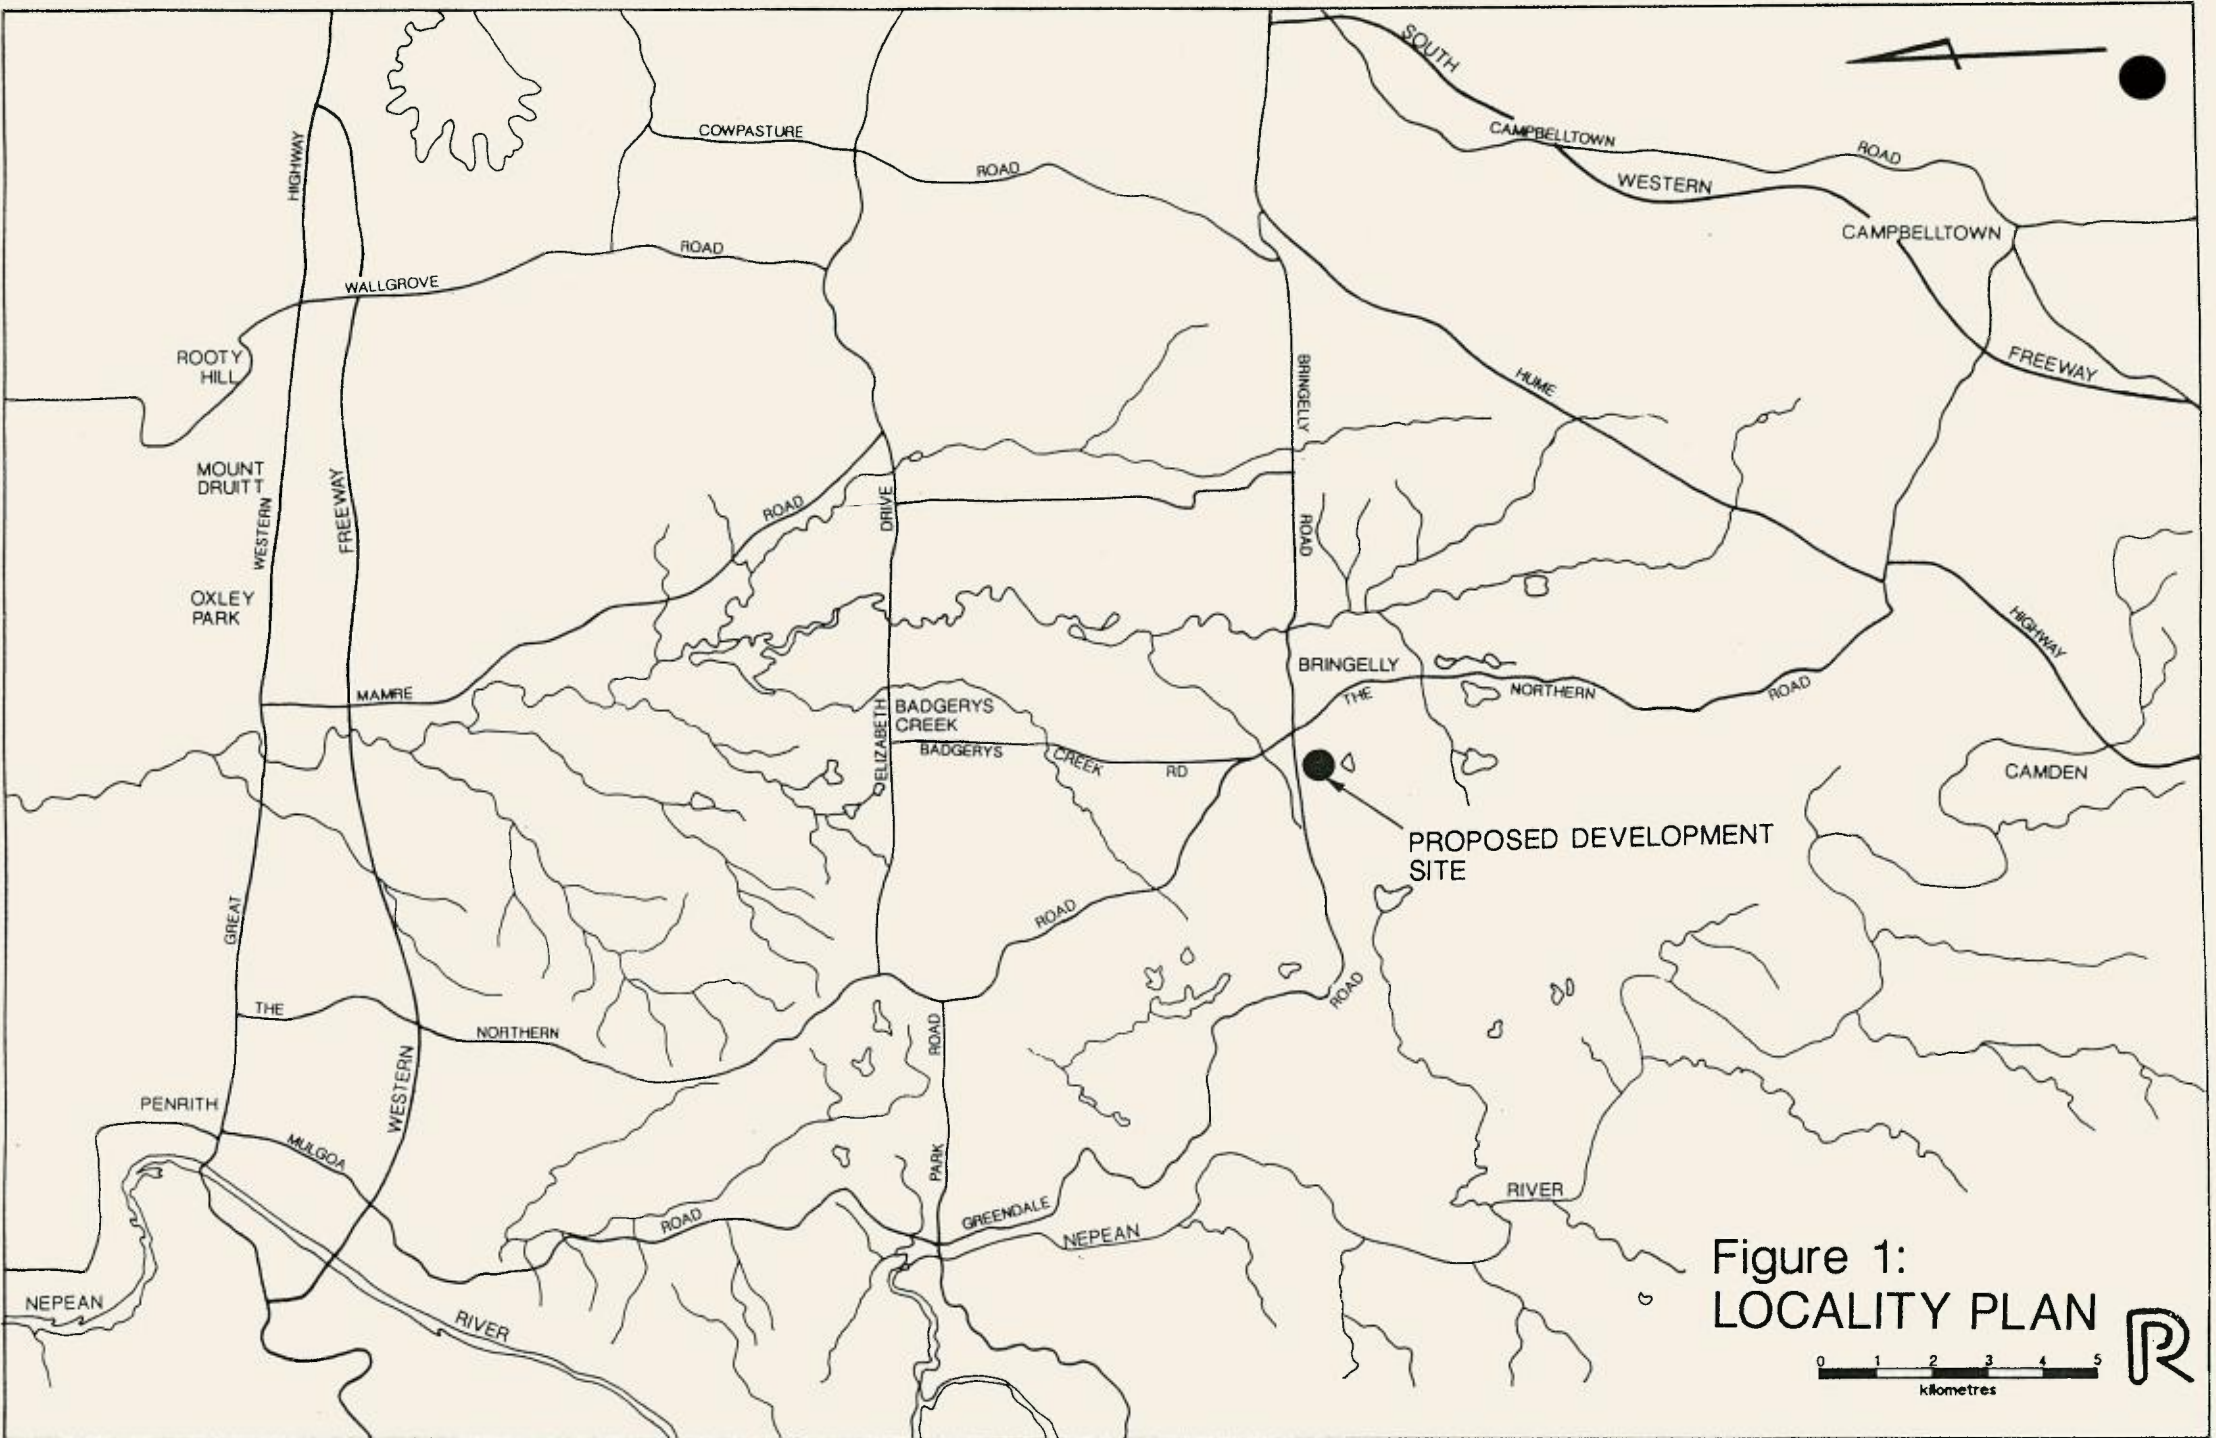 SOUTH
CAMPBELLTOWN
ROAD
WESTERN
CAMPBELLTOWN
FREEWAY
COWPASTURE
ROAD
HIGHWAY
ROAD
WALLGROVE
ROOTY
HILL
BRINGELLY
HUME
MOUNT
DRUITT
WESTERN
FREEWAY
ROAD
DRIVE
ROAD
OXLEY
PARK
HIGHWAY
MAMRE
BRINGELLY
THE
NORTHERN
ROAD
BADGERYS
CREEK
ELIZABETH
BADGERYS
CREEK
RD
CAMDEN
PROPOSED DEVELOPMENT
SITE
GREAT
ROAD
ROAD
THE
NORTHERN
ROAD
WESTERN
PENRITH
MULGOA
PARK
ROAD
GREENDALE
NEPEAN
RIVER
NEPEAN
RIVER
Figure 1:
LOCALITY PLAN
0 1 2 3 4 5
kilometres
R